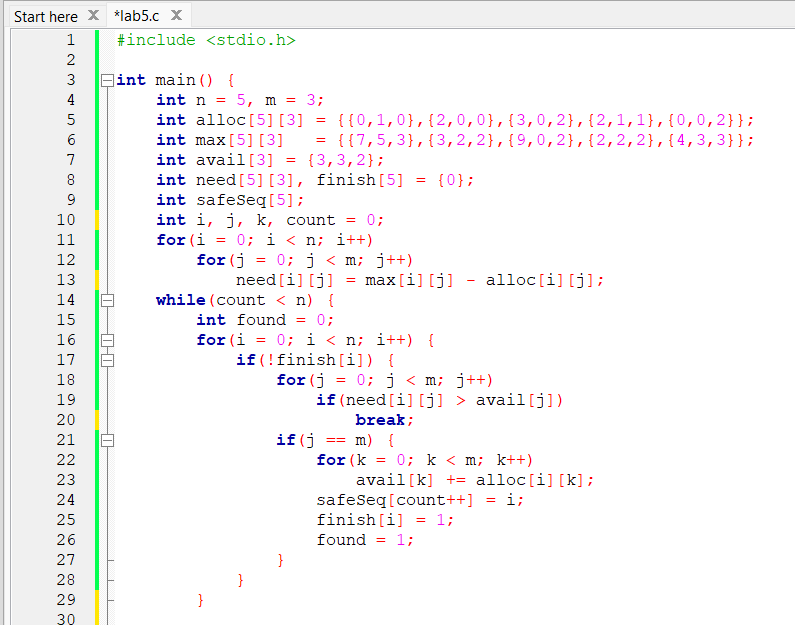 Start here X *lab5.c X
1 #include <stdio.h>
2
3 int main() {
4     int n = 5, m = 3;
5     int alloc[5][3] = {{0,1,0},{2,0,0},{3,0,2},{2,1,1},{0,0,2}};
6     int max[5][3]   = {{7,5,3},{3,2,2},{9,0,2},{2,2,2},{4,3,3}};
7     int avail[3] = {3,3,2};
8     int need[5][3], finish[5] = {0};
9     int safeSeq[5];
10     int i, j, k, count = 0;
11     for(i = 0; i < n; i++)
12         for(j = 0; j < m; j++)
13             need[i][j] = max[i][j] - alloc[i][j];
14     while(count < n) {
15         int found = 0;
16         for(i = 0; i < n; i++) {
17             if(!finish[i]) {
18                 for(j = 0; j < m; j++)
19                     if(need[i][j] > avail[j])
20                         break;
21                 if(j == m) {
22                     for(k = 0; k < m; k++)
23                         avail[k] += alloc[i][k];
24                     safeSeq[count++] = i;
25                     finish[i] = 1;
26                     found = 1;
27                 }
28             }
29         }
30